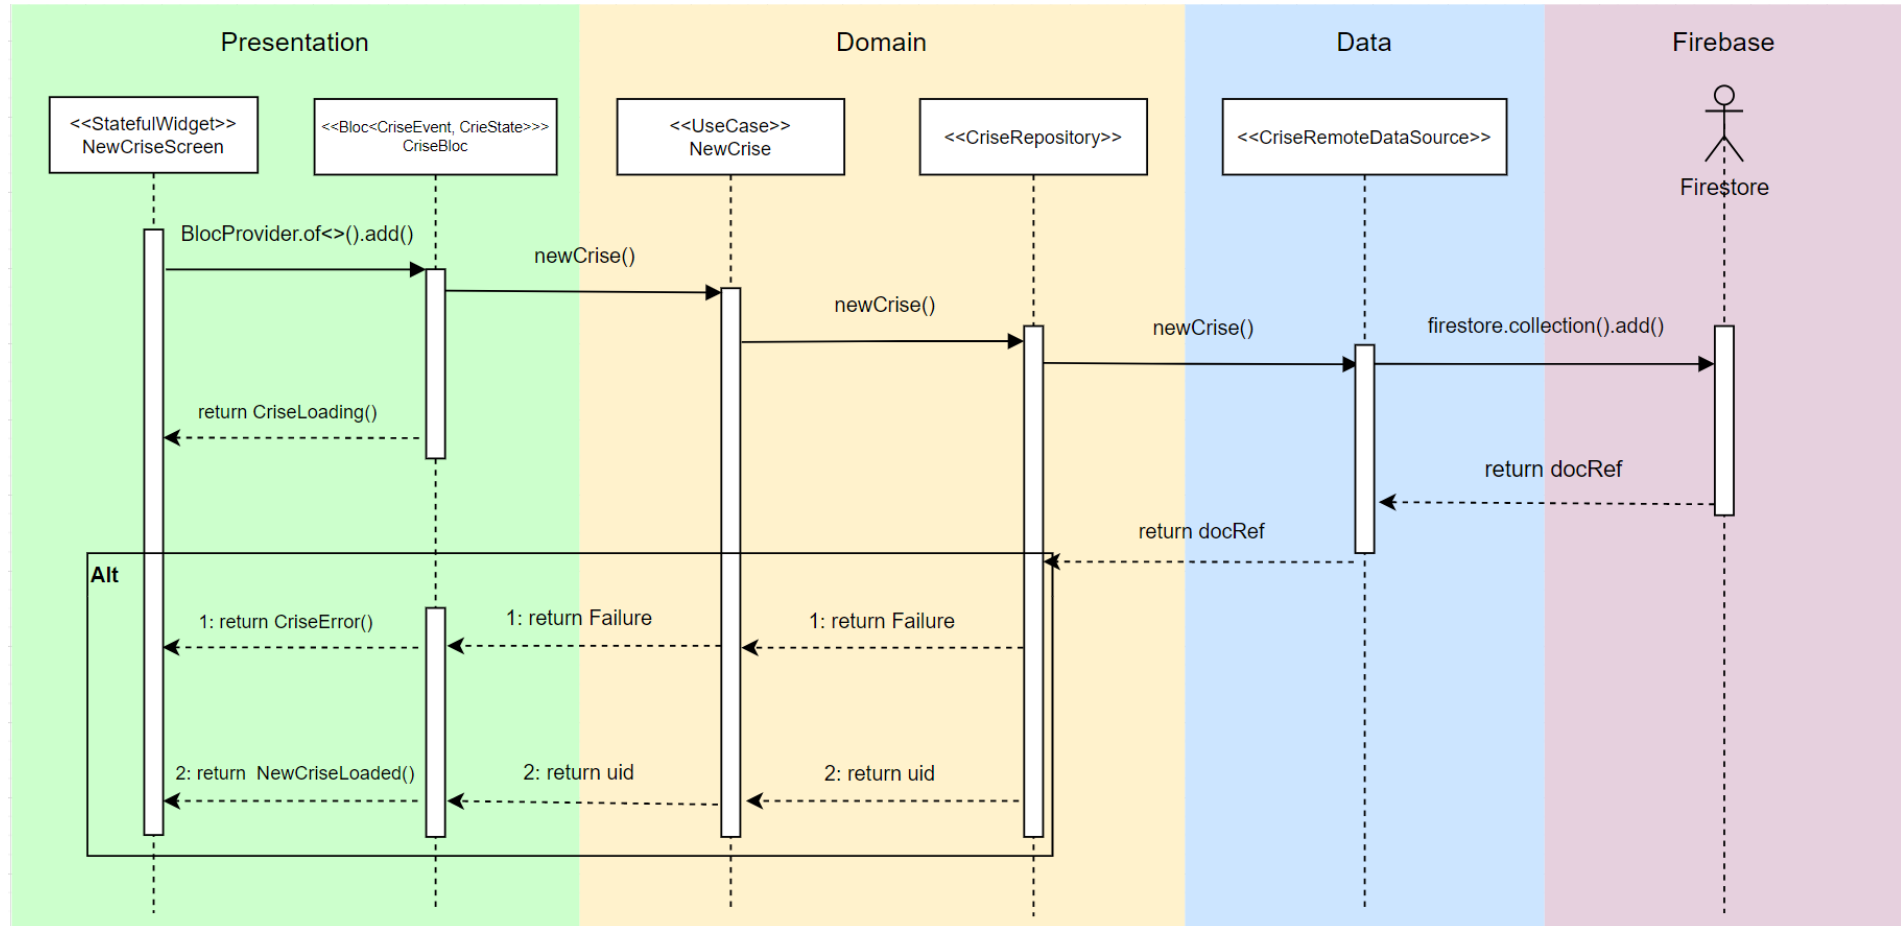 Presentation
Domain
Data
Firebase
<<StatefulWidget>>
NewCriseScreen
<<Bloc<CriseEvent, CrieState>>>
CriseBloc
<<UseCase>>
NewCrise
<<CriseRepository>>
<<CriseRemoteDataSource>>
Firestore
BlocProvider.of<>().add()
newCrise()
newCrise()
newCrise()
firestore.collection().add()
return CriseLoading()
return docRef
return docRef
Alt
1: return CriseError()
1: return Failure
1: return Failure
2: return NewCriseLoaded()
2: return uid
2: return uid